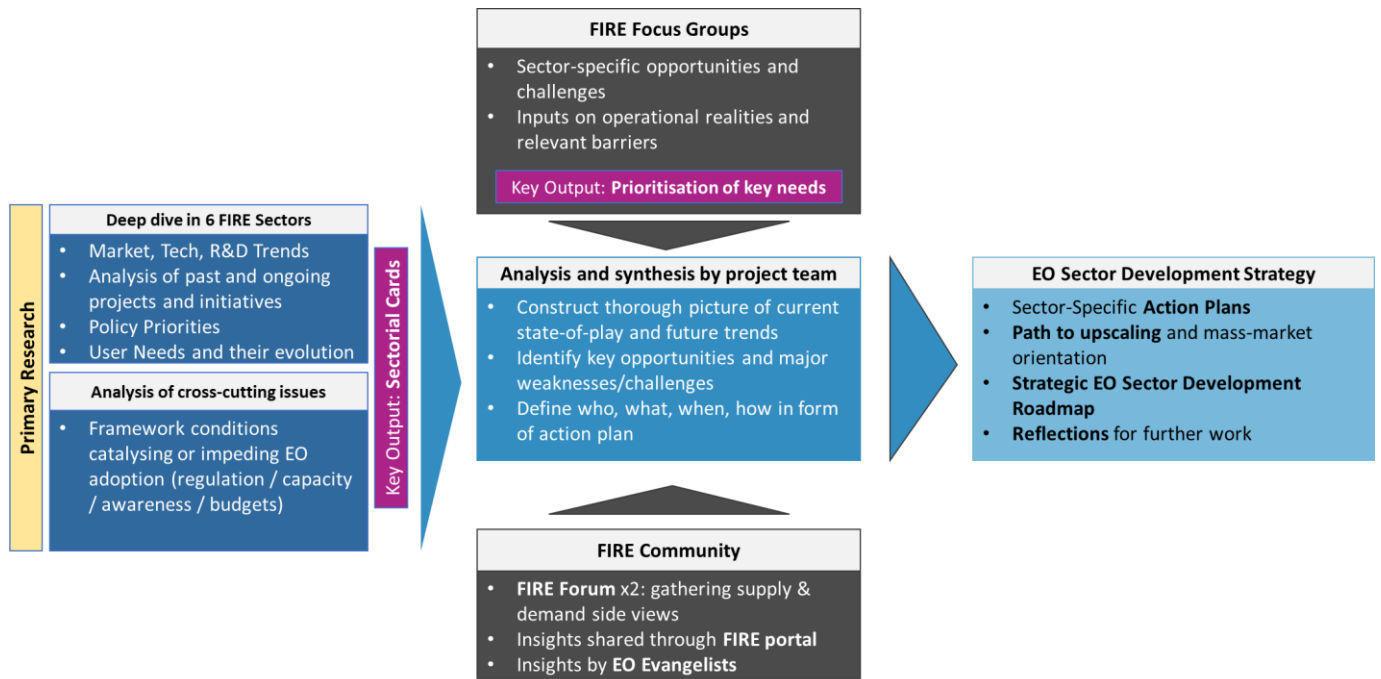 Primary Research
Deep dive in 6 FIRE Sectors
• Market, Tech, R&D Trends
• Analysis of past and ongoing
projects and initiatives
• Policy Priorities
• User Needs and their evolution
Analysis of cross-cutting issues
• Framework conditions
catalysing or impeding EO
adoption (regulation / capacity
/ awareness / budgets)
Key Output: Sectorial Cards
FIRE Focus Groups
• Sector-specific opportunities and
challenges
• Inputs on operational realities and
relevant barriers
Key Output: Prioritisation of key needs
Analysis and synthesis by project team
• Construct thorough picture of current
state-of-play and future trends
• Identify key opportunities and major
weaknesses/challenges
• Define who, what, when, how in form
of action plan
FIRE Community
• FIRE Forum x2: gathering supply &
demand side views
• Insights shared through FIRE portal
• Insights by EO Evangelists
EO Sector Development Strategy
• Sector-Specific Action Plans
• Path to upscaling and mass-market
orientation
• Strategic EO Sector Development
Roadmap
• Reflections for further work